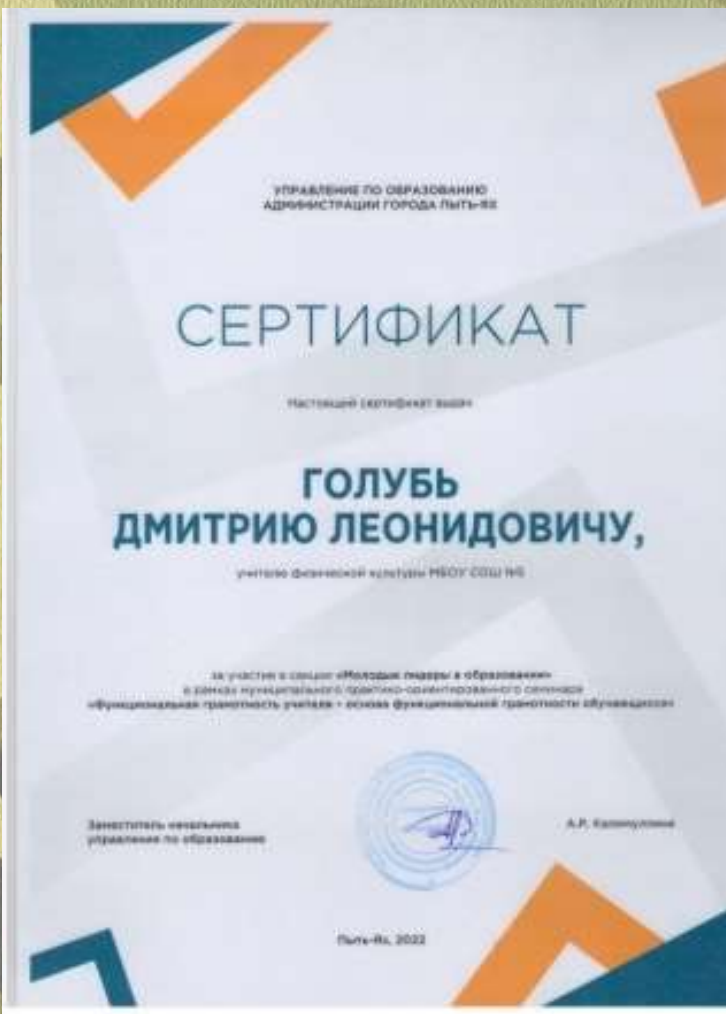 УПРАВЛЕНИЕ ПО ОБРАЗОВАНИЮ
АДМИНИСТРАЦИИ ГОРОДА ПЫТЬ-ЯХ
СЕРТИФИКАТ
Настоящий сертификат выдан
ГОЛУБЬ
ДМИТРИЮ ЛЕОНИДОВИЧУ,
учителю физической культуры МБОУ СОШ №5
за участие в секции «Молодые лидеры в образовании»
в рамках муниципального практико-ориентированного семинара
«Функциональная грамотность учителя – основа функциональной грамотности обучающихся»
Заместитель начальника
управления по образованию
А.Р.
Пыть-Ях, 2022